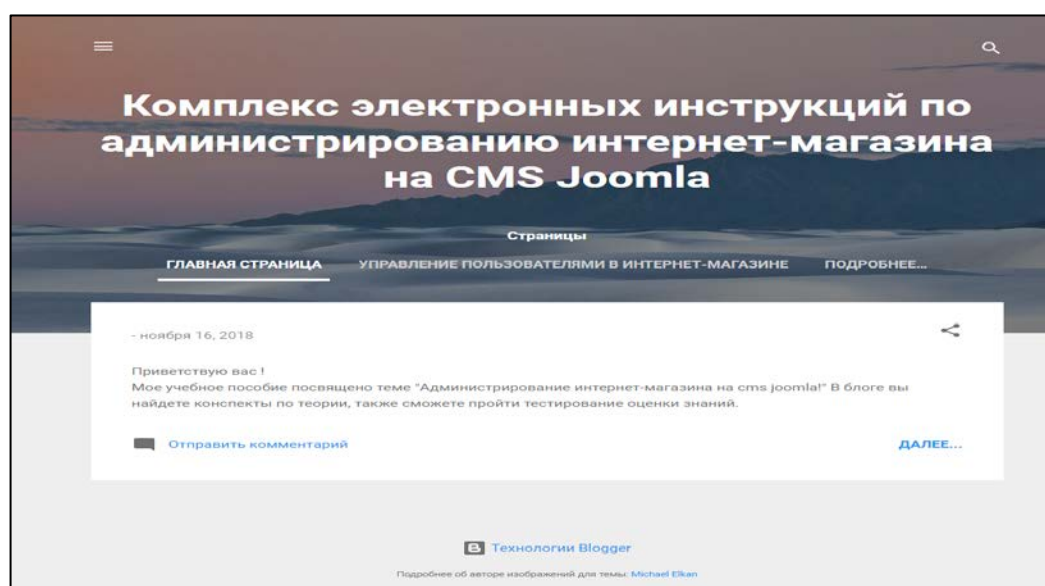 Комплекс электронных инструкций по
администрированию интернет-магазина
на CMS Joomla
Страницы
ГЛАВНАЯ СТРАНИЦА УПРАВЛЕНИЕ ПОЛЬЗОВАТЕЛЯМИ В ИНТЕРНЕТ-МАГАЗИНЕ ПОДРОБНЕЕ...
- ноября 16, 2018
Приветствую вас !
Мое учебное пособие посвящено теме "Администрирование интернет-магазина на cms joomla!" В блоге вы
найдете конспекты по теории, также сможете пройти тестирование оценки знаний.
Отправить комментарий ДАЛЕЕ...
Технологии Blogger
Подробнее об авторе изображений для темы: Michael Elkan